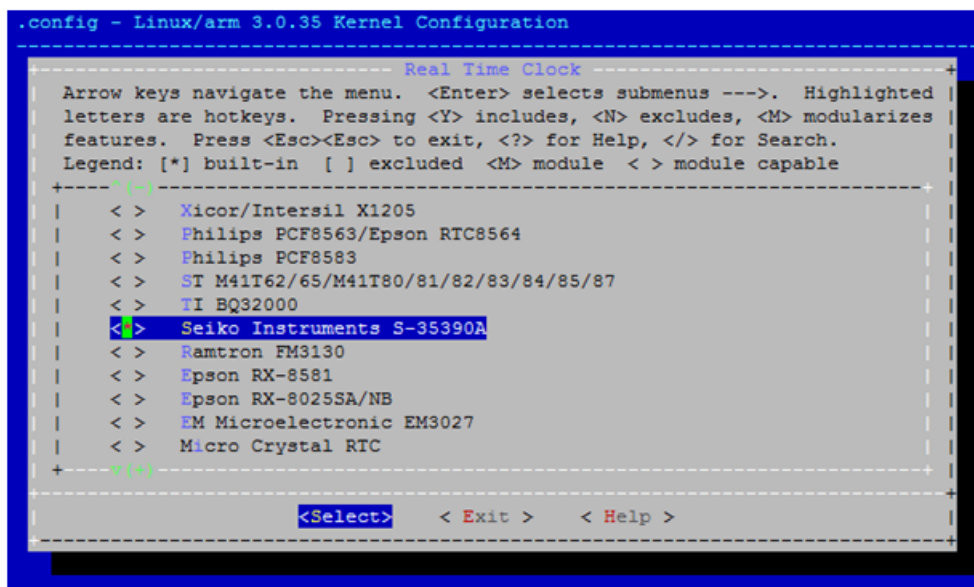 .config - Linux/arm 3.0.35 Kernel Configuration
Real Time Clock
Arrow keys navigate the menu.  <Enter> selects submenus --->.  Highlighted
letters are hotkeys.  Pressing <Y> includes, <N> excludes, <M> modularizes
features.  Press <Esc><Esc> to exit, <?> for Help, </> for Search.
Legend: [*] built-in  [ ] excluded  <M> module  < > module capable
^(-)
< >   Xicor/Intersil X1205
< >   Philips PCF8563/Epson RTC8564
< >   Philips PCF8583
< >   ST M41T62/65/M41T80/81/82/83/84/85/87
< >   TI BQ32000
<*>   Seiko Instruments S-35390A
< >   Ramtron FM3130
< >   Epson RX-8581
< >   Epson RX-8025SA/NB
< >   EM Microelectronic EM3027
< >   Micro Crystal RTC
(+)
<Select>    < Exit >    < Help >